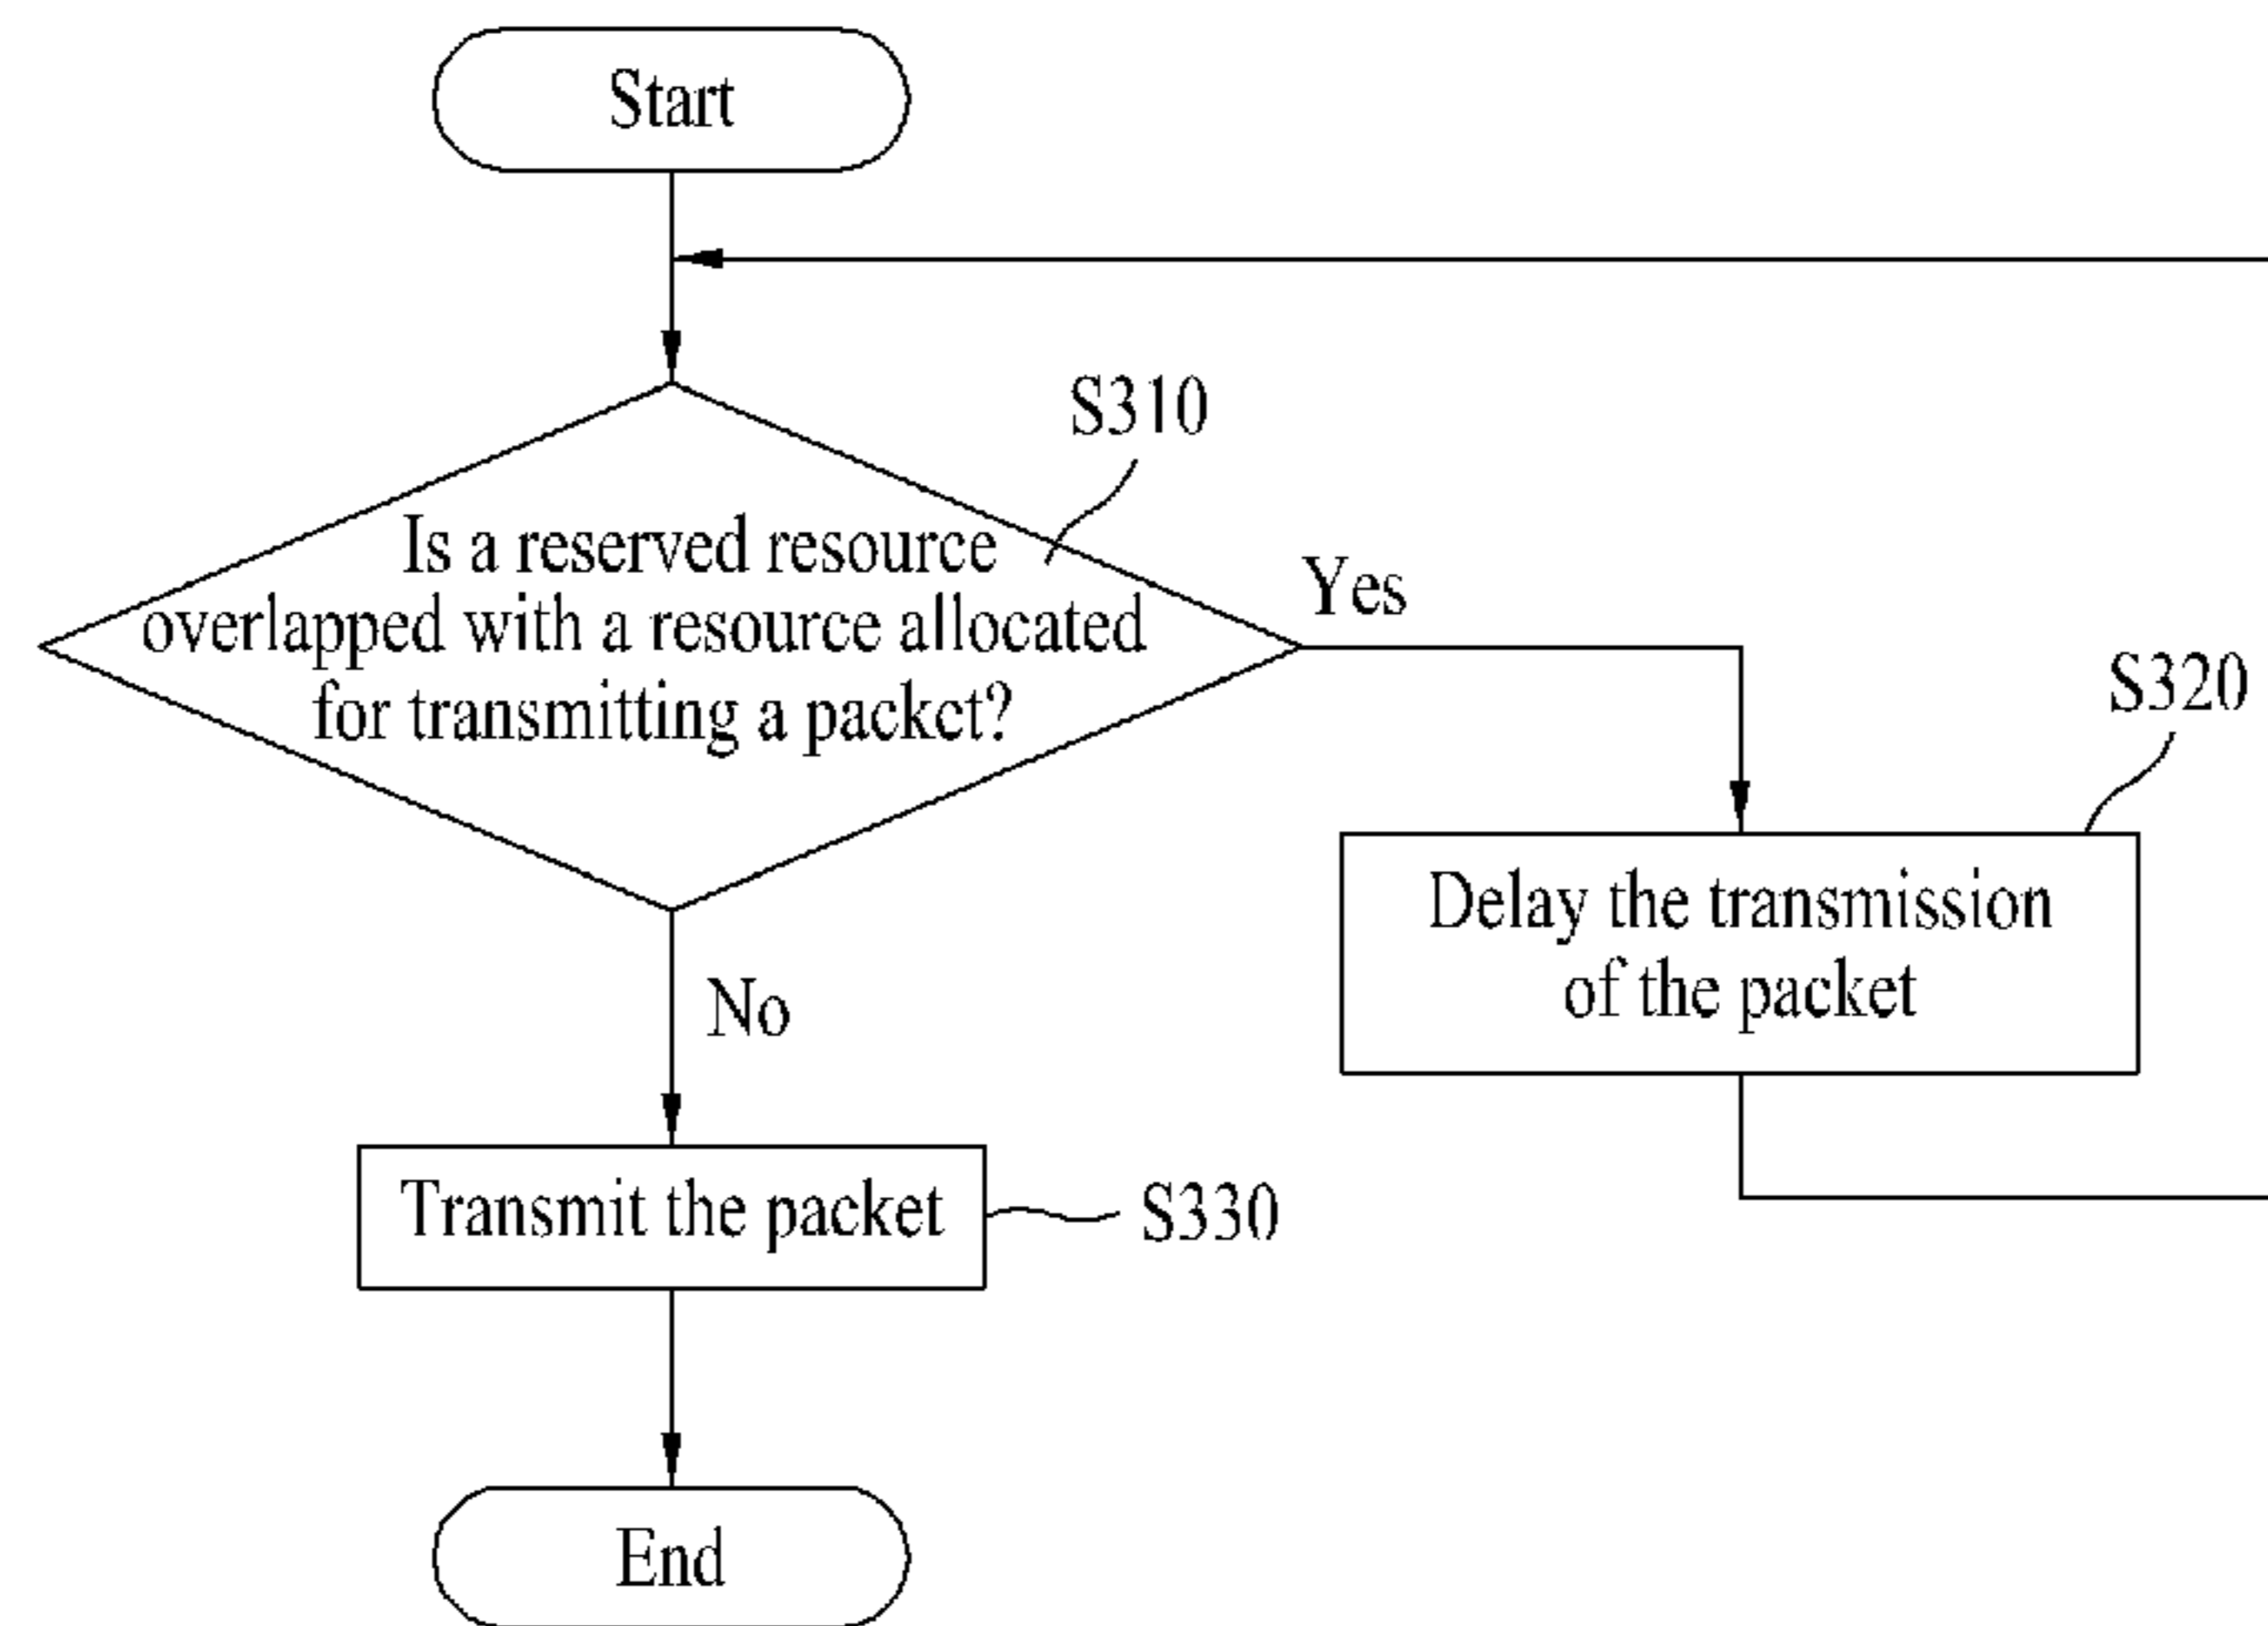 Start
S310
Is a reserved resource
overlapped with a resource allocated
for transmitting a packet?
Yes
S320
Delay the transmission
of the packet
No
Transmit the packet
S330
End